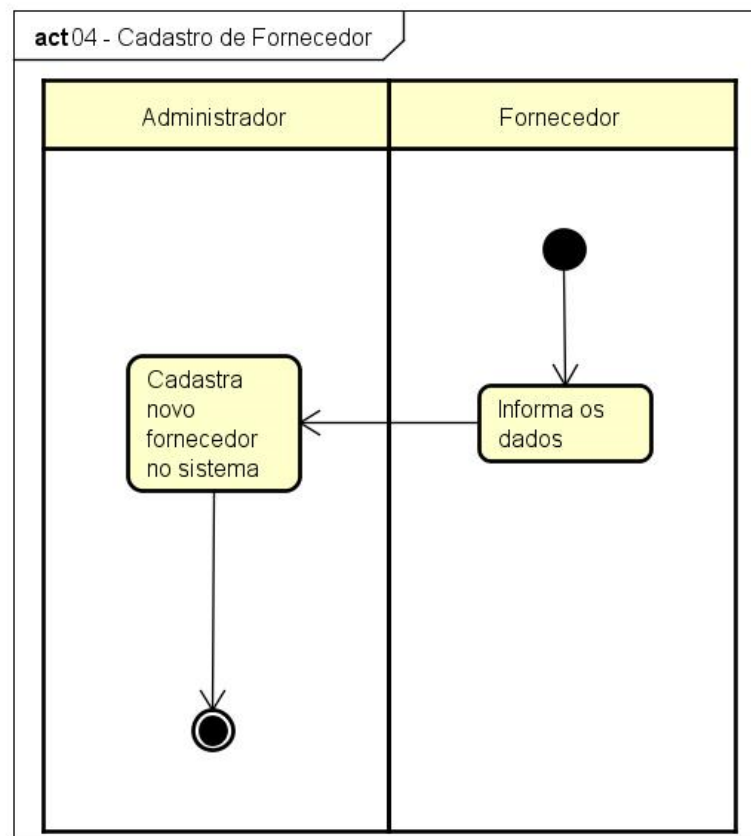 act 04 - Cadastro de Fornecedor
Administrador
Fornecedor
Cadastra
novo
fornecedor
no sistema
Informa os
dados